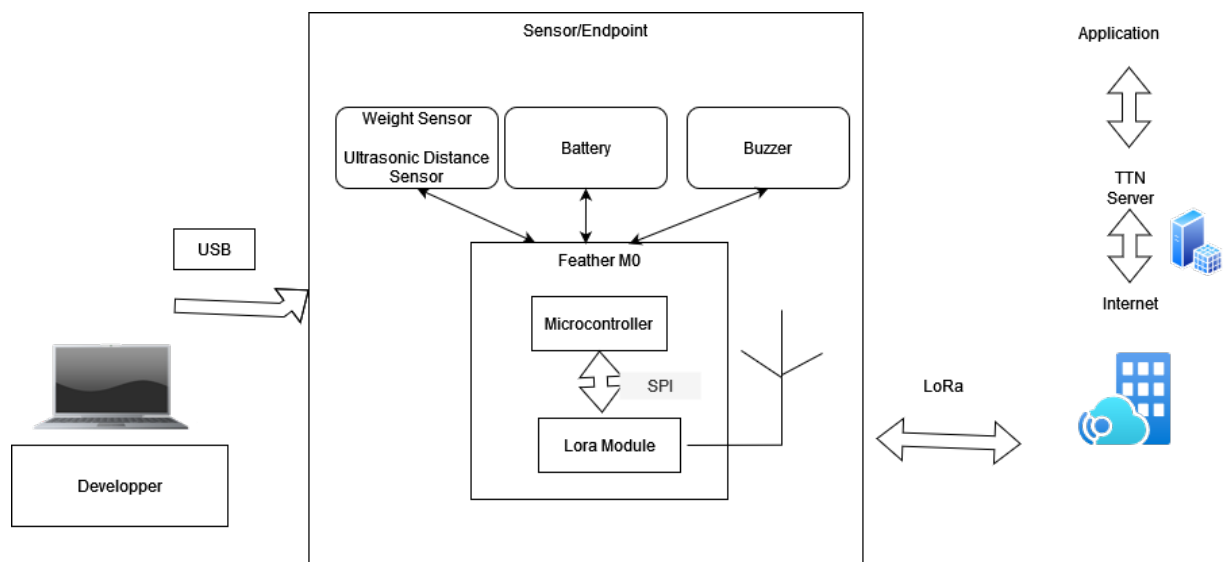 Sensor/Endpoint
Application
Weight Sensor
Ultrasonic Distance
Sensor
Battery
Buzzer
TTN
Server
USB
Feather M0
Internet
Microcontroller
SPI
LoRa
Lora Module
Developper